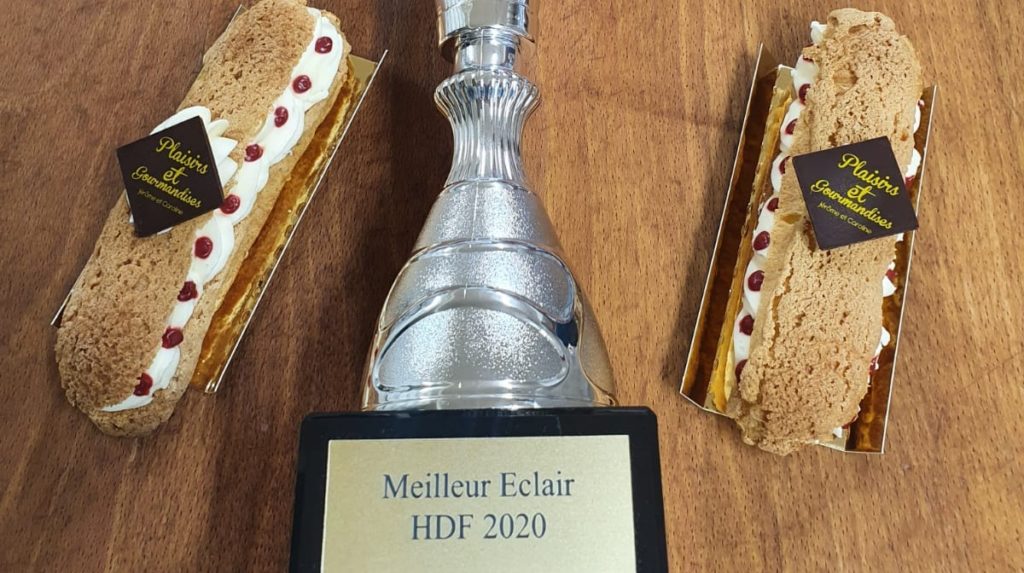 Plaisirs
et
Gourmandises
Jérôme et Caroline
Plaisirs
et
Gourmandises
Jérôme et Caroline
Meilleur Eclair
HDF 2020